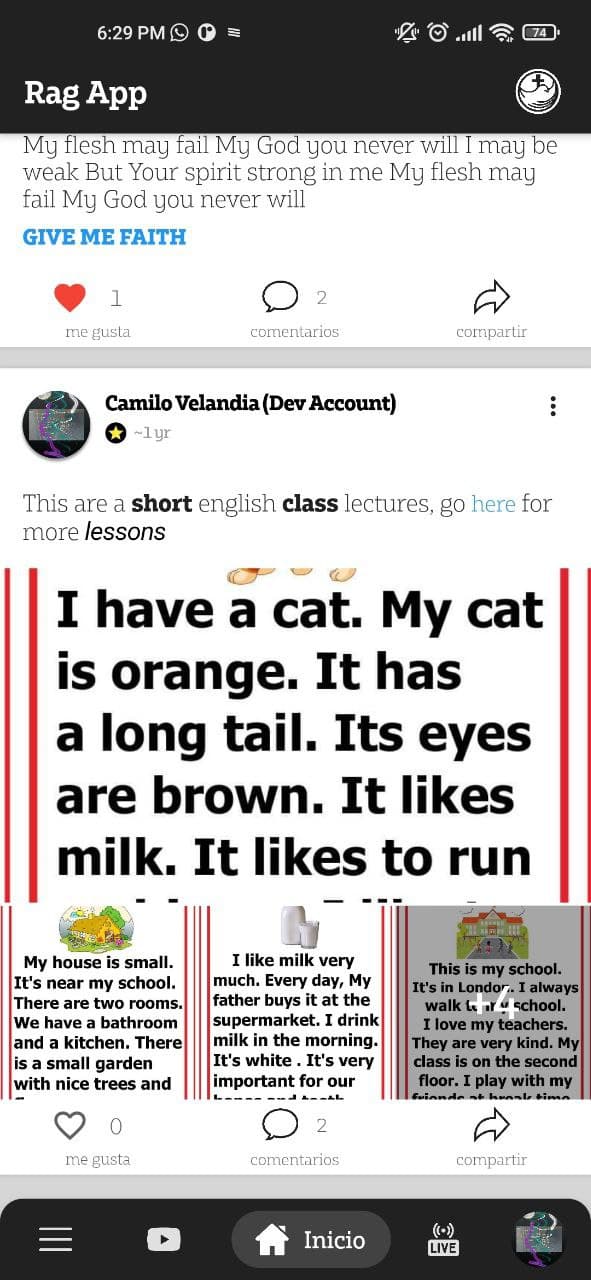 6:29 PM
74
Rag App
My flesh may fail My God you never will I may be
weak But Your spirit strong in me My flesh may
fail My God you never will
GIVE ME FAITH
1
2
me gusta
comentarios
compartir
Camilo Velandia (Dev Account)
~1 yr
This are a short english class lectures, go here for
more lessons
I have a cat. My cat
is orange. It has
a long tail. Its eyes
are brown. It likes
milk. It likes to run
My house is small.
It's near my school.
There are two rooms.
We have a bathroom
and a kitchen. There
is a small garden
with nice trees and
I like milk very
much. Every day, My
father buys it at the
supermarket. I drink
milk in the morning.
It's white . It's very
important for our
This is my school.
It's in London. I always
walk to my school.
I love my teachers.
They are very kind. My
class is on the second
floor. I play with my
friends at break time
+4
0
2
me gusta
comentarios
compartir
Inicio
LIVE